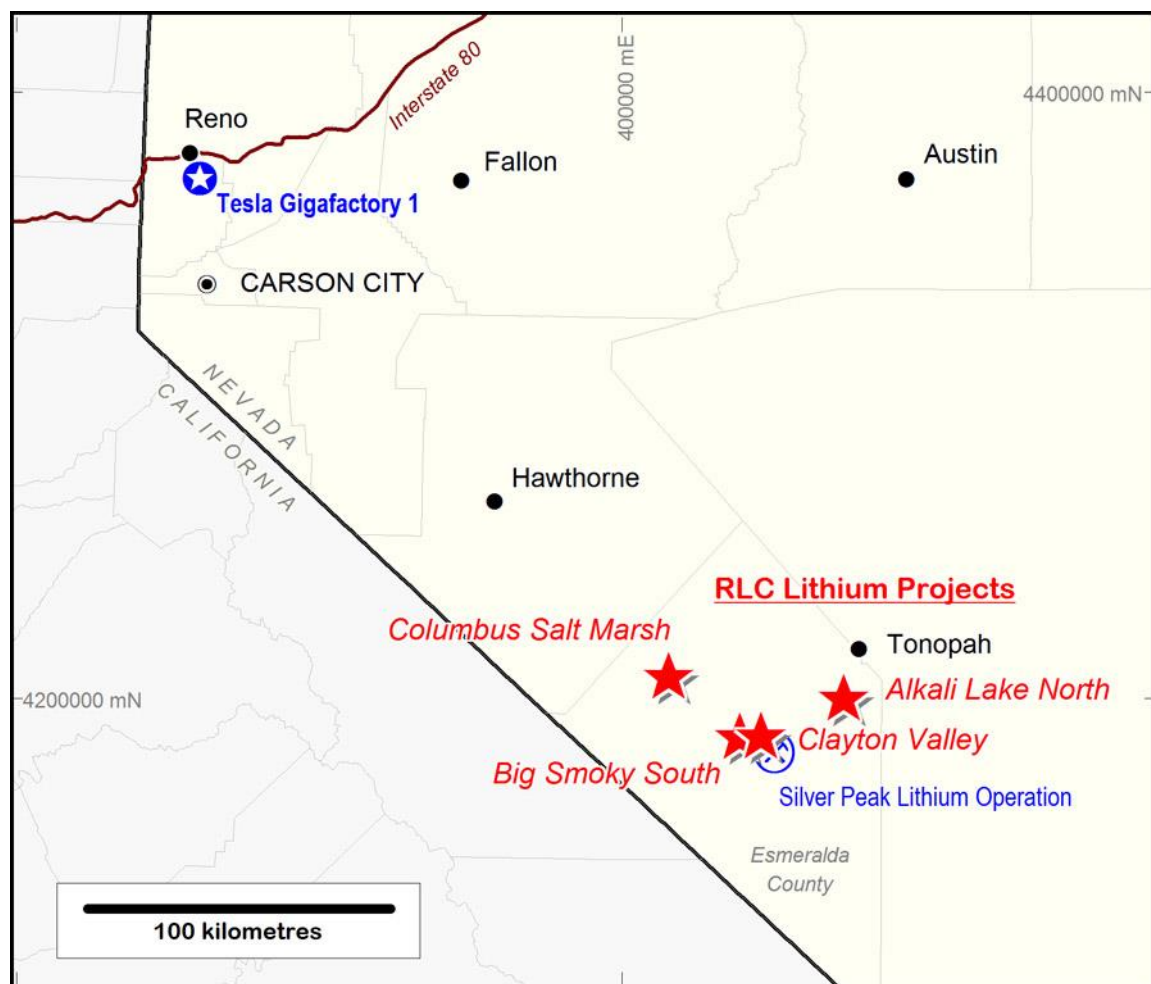 400000 mE
4400000 mN
Interstate 80
Reno
Fallon
Austin
Tesla Gigafactory 1
CARSON CITY
NEVADA
CALIFORNIA
Hawthorne
RLC Lithium Projects
Columbus Salt Marsh
Tonopah
4200000 mN
Alkali Lake North
Clayton Valley
Big Smoky South
Silver Peak Lithium Operation
Esmeralda
County
100 kilometres